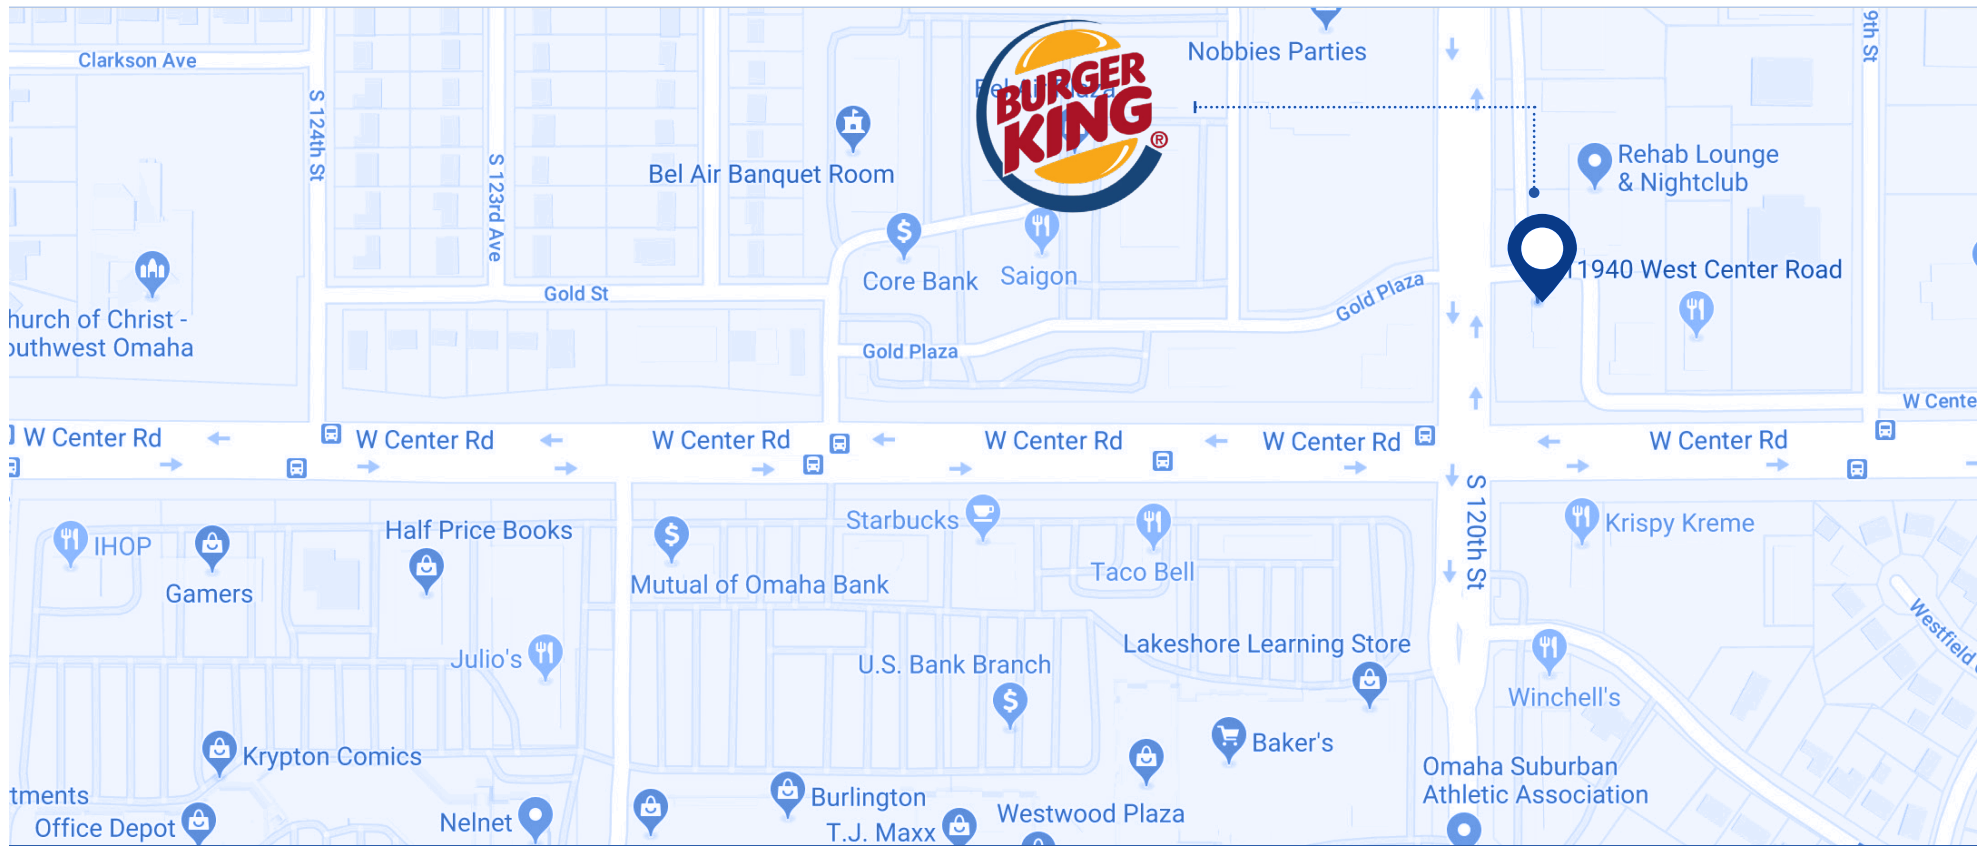 Clarkson Ave
S 124th St
S 123rd Ave
Bel Air Banquet Room
Bel Air Plaza
BURGER
KING
®
Nobbies Parties
9th St
Rehab Lounge
& Nightclub
11940 West Center Road
Core Bank
Saigon
Gold St
Gold Plaza
Gold Plaza
hurch of Christ -
outhwest Omaha
W Cente
W Center Rd
W Center Rd
W Center Rd
W Center Rd
W Center Rd
W Center Rd
S 120th St
IHOP
Gamers
Half Price Books
Mutual of Omaha Bank
Starbucks
Taco Bell
Krispy Kreme
Westfield
Julio's
U.S. Bank Branch
Lakeshore Learning Store
Winchell's
Krypton Comics
Baker's
Omaha Suburban
Athletic Association
tments
Office Depot
Nelnet
Burlington
T.J. Maxx
Westwood Plaza